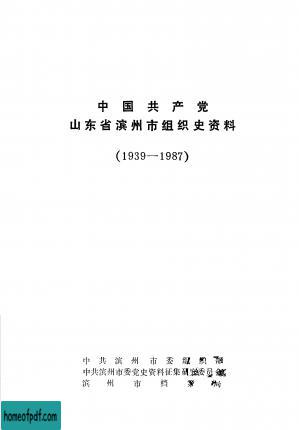 中国共产党
山东省滨州市组织史资料
(1939—1987)
中共滨州市委组织部
中共滨州市委党史资料征集研究委员会
滨州市档案局
homeofpdf.com